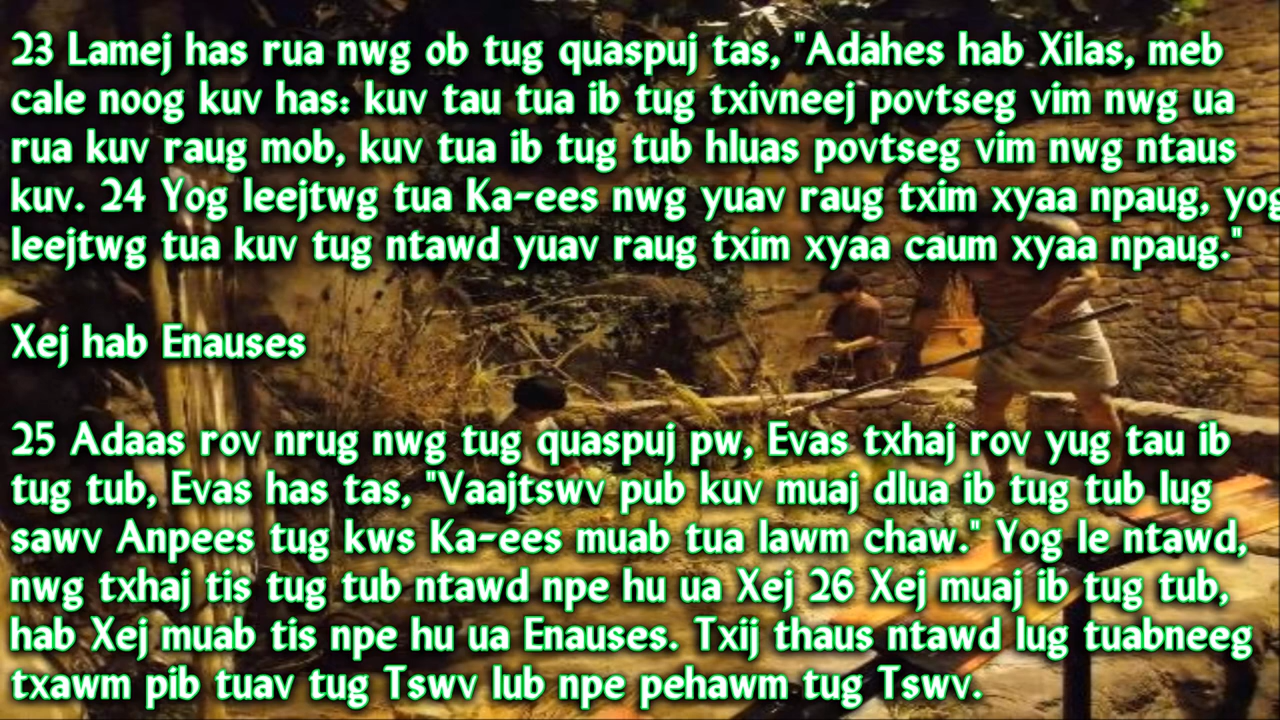 23 Lamej has rua nwg ob tug quaspuj tas, "Adahes hab Xilas, meb
cale noog kuv has: kuv tau tua ib tug txivneej povtseg vim nwg ua
rua kuv raug mob, kuv tua ib tug tub hluas povtseg vim nwg ntaus
kuv. 24 Yog leejtwg tua Ka-ees nwg yuav raug txim xyaa npaug, yog
leejtwg tua kuv tug ntawd yuav raug txim xyaa caum xyaa npaug."
Xej hab Enauses
25 Adaas rov nrug nwg tug quaspuj pw, Evas txhaj rov yug tau ib
tug tub, Evas has tas, "Vaajtswv pub kuv muaj dlua ib tug tub lug
sawv Anpees tug kws Ka-ees muab tua lawm chaw." Yog le ntawd,
nwg txhaj tis tug tub ntawd npe hu ua Xej 26 Xej muaj ib tug tub,
hab Xej muab tis npe hu ua Enauses. Txij thaus ntawd lug tuabneeg
txawm pib tuav tug Tswv lub npe pehawm tug Tswv.